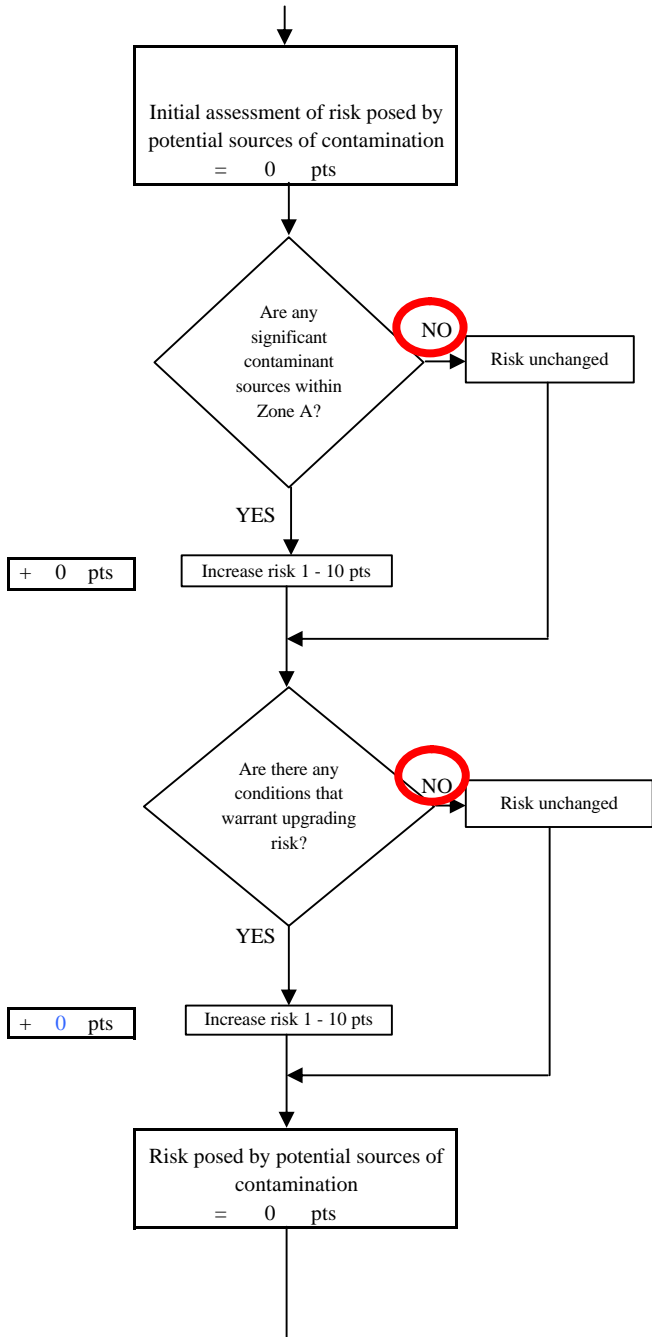 Initial assessment of risk posed by
potential sources of contamination
= 0 pts
Are any
significant
contaminant
sources within
Zone A?
NO
Risk unchanged
YES
+ 0 pts
Increase risk 1 - 10 pts
Are there any
conditions that
warrant upgrading
risk?
NO
Risk unchanged
YES
+ 0 pts
Increase risk 1 - 10 pts
Risk posed by potential sources of
contamination
= 0 pts